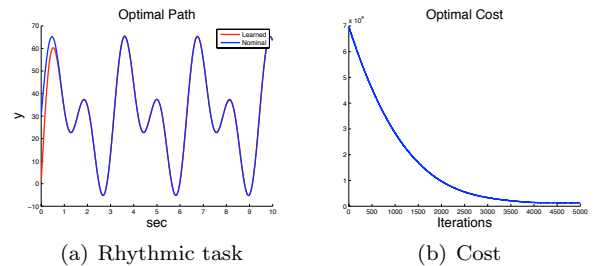 Optimal Path
70
60
50
40
30
20
10
0
−10
y
Learned
Nominal
0 1 2 3 4 5 6 7 8 9 10
sec
(a) Rhythmic task
Optimal Cost
7
6
5
4
3
2
1
0
0 500 1000 1500 2000 2500 3000 3500 4000 4500 5000
Iterations
(b) Cost